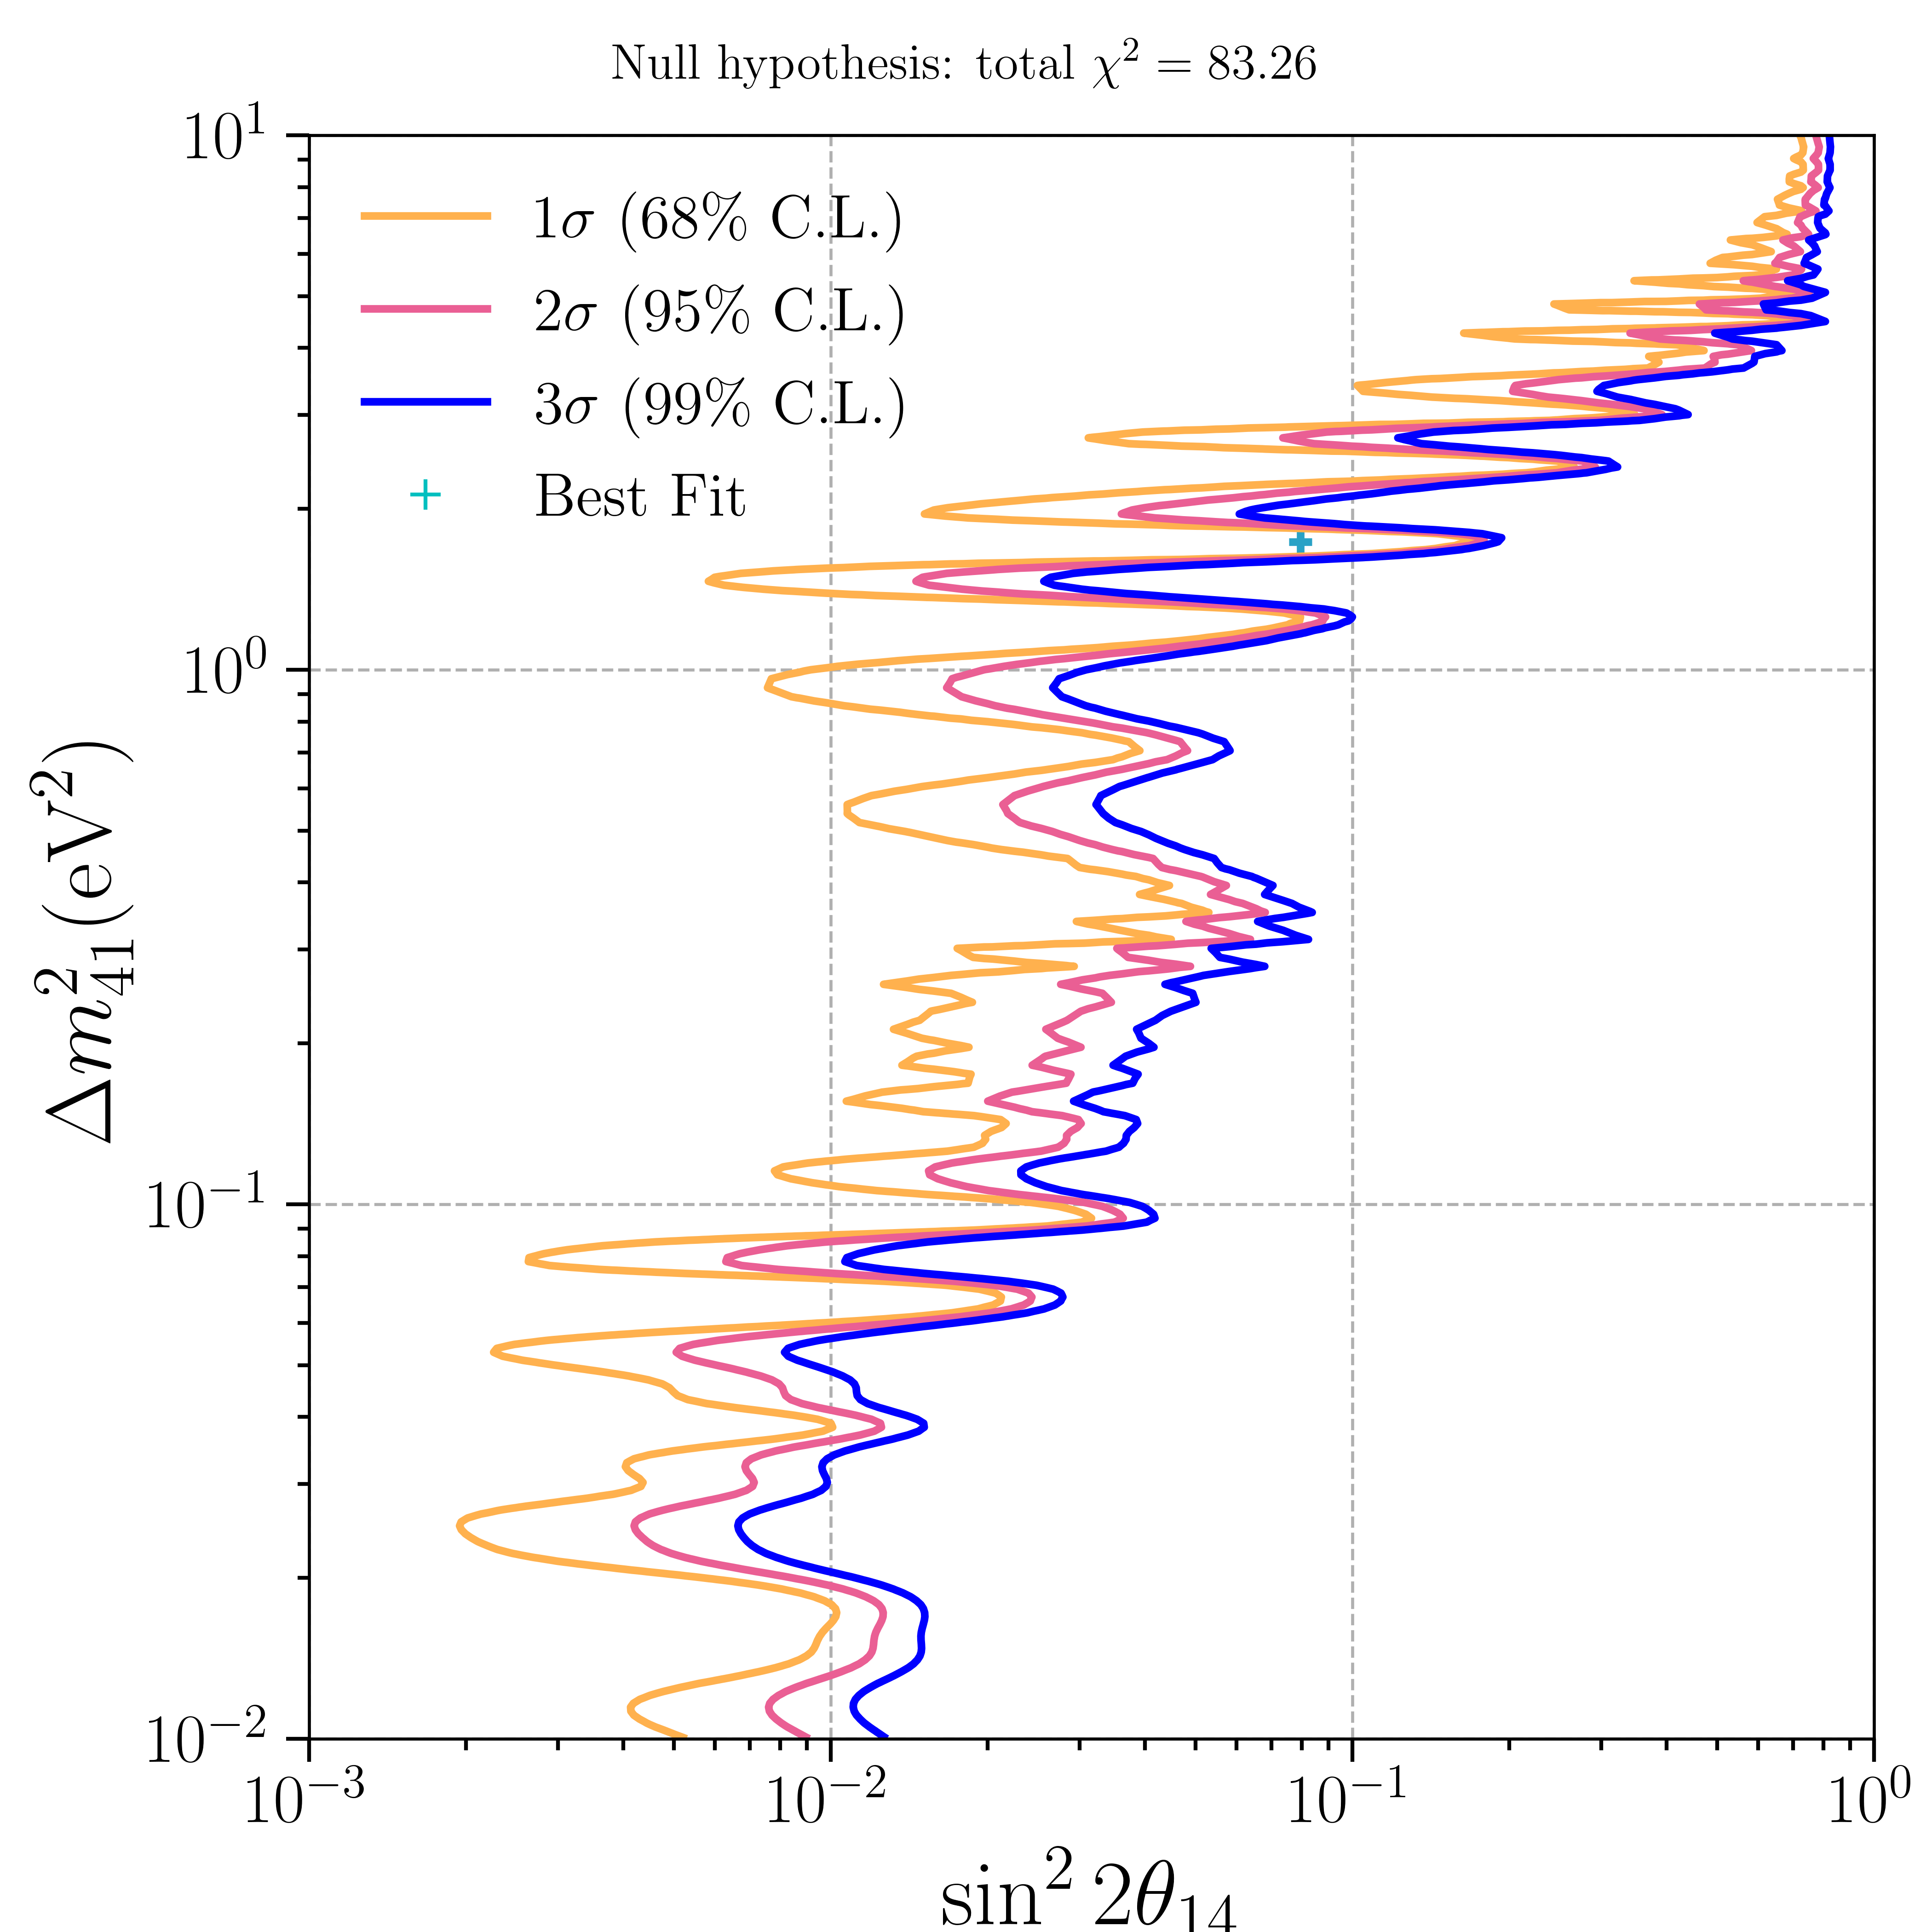 Null hypothesis: total χ² = 83.26
10¹
1σ (68% C.L.)
2σ (95% C.L.)
3σ (99% C.L.)
Best Fit
10⁰
Δm²₄₁(eV²)
10⁻¹
10⁻²
10⁻³ 10⁻² 10⁻¹ 10⁰
sin² 2θ₁₄